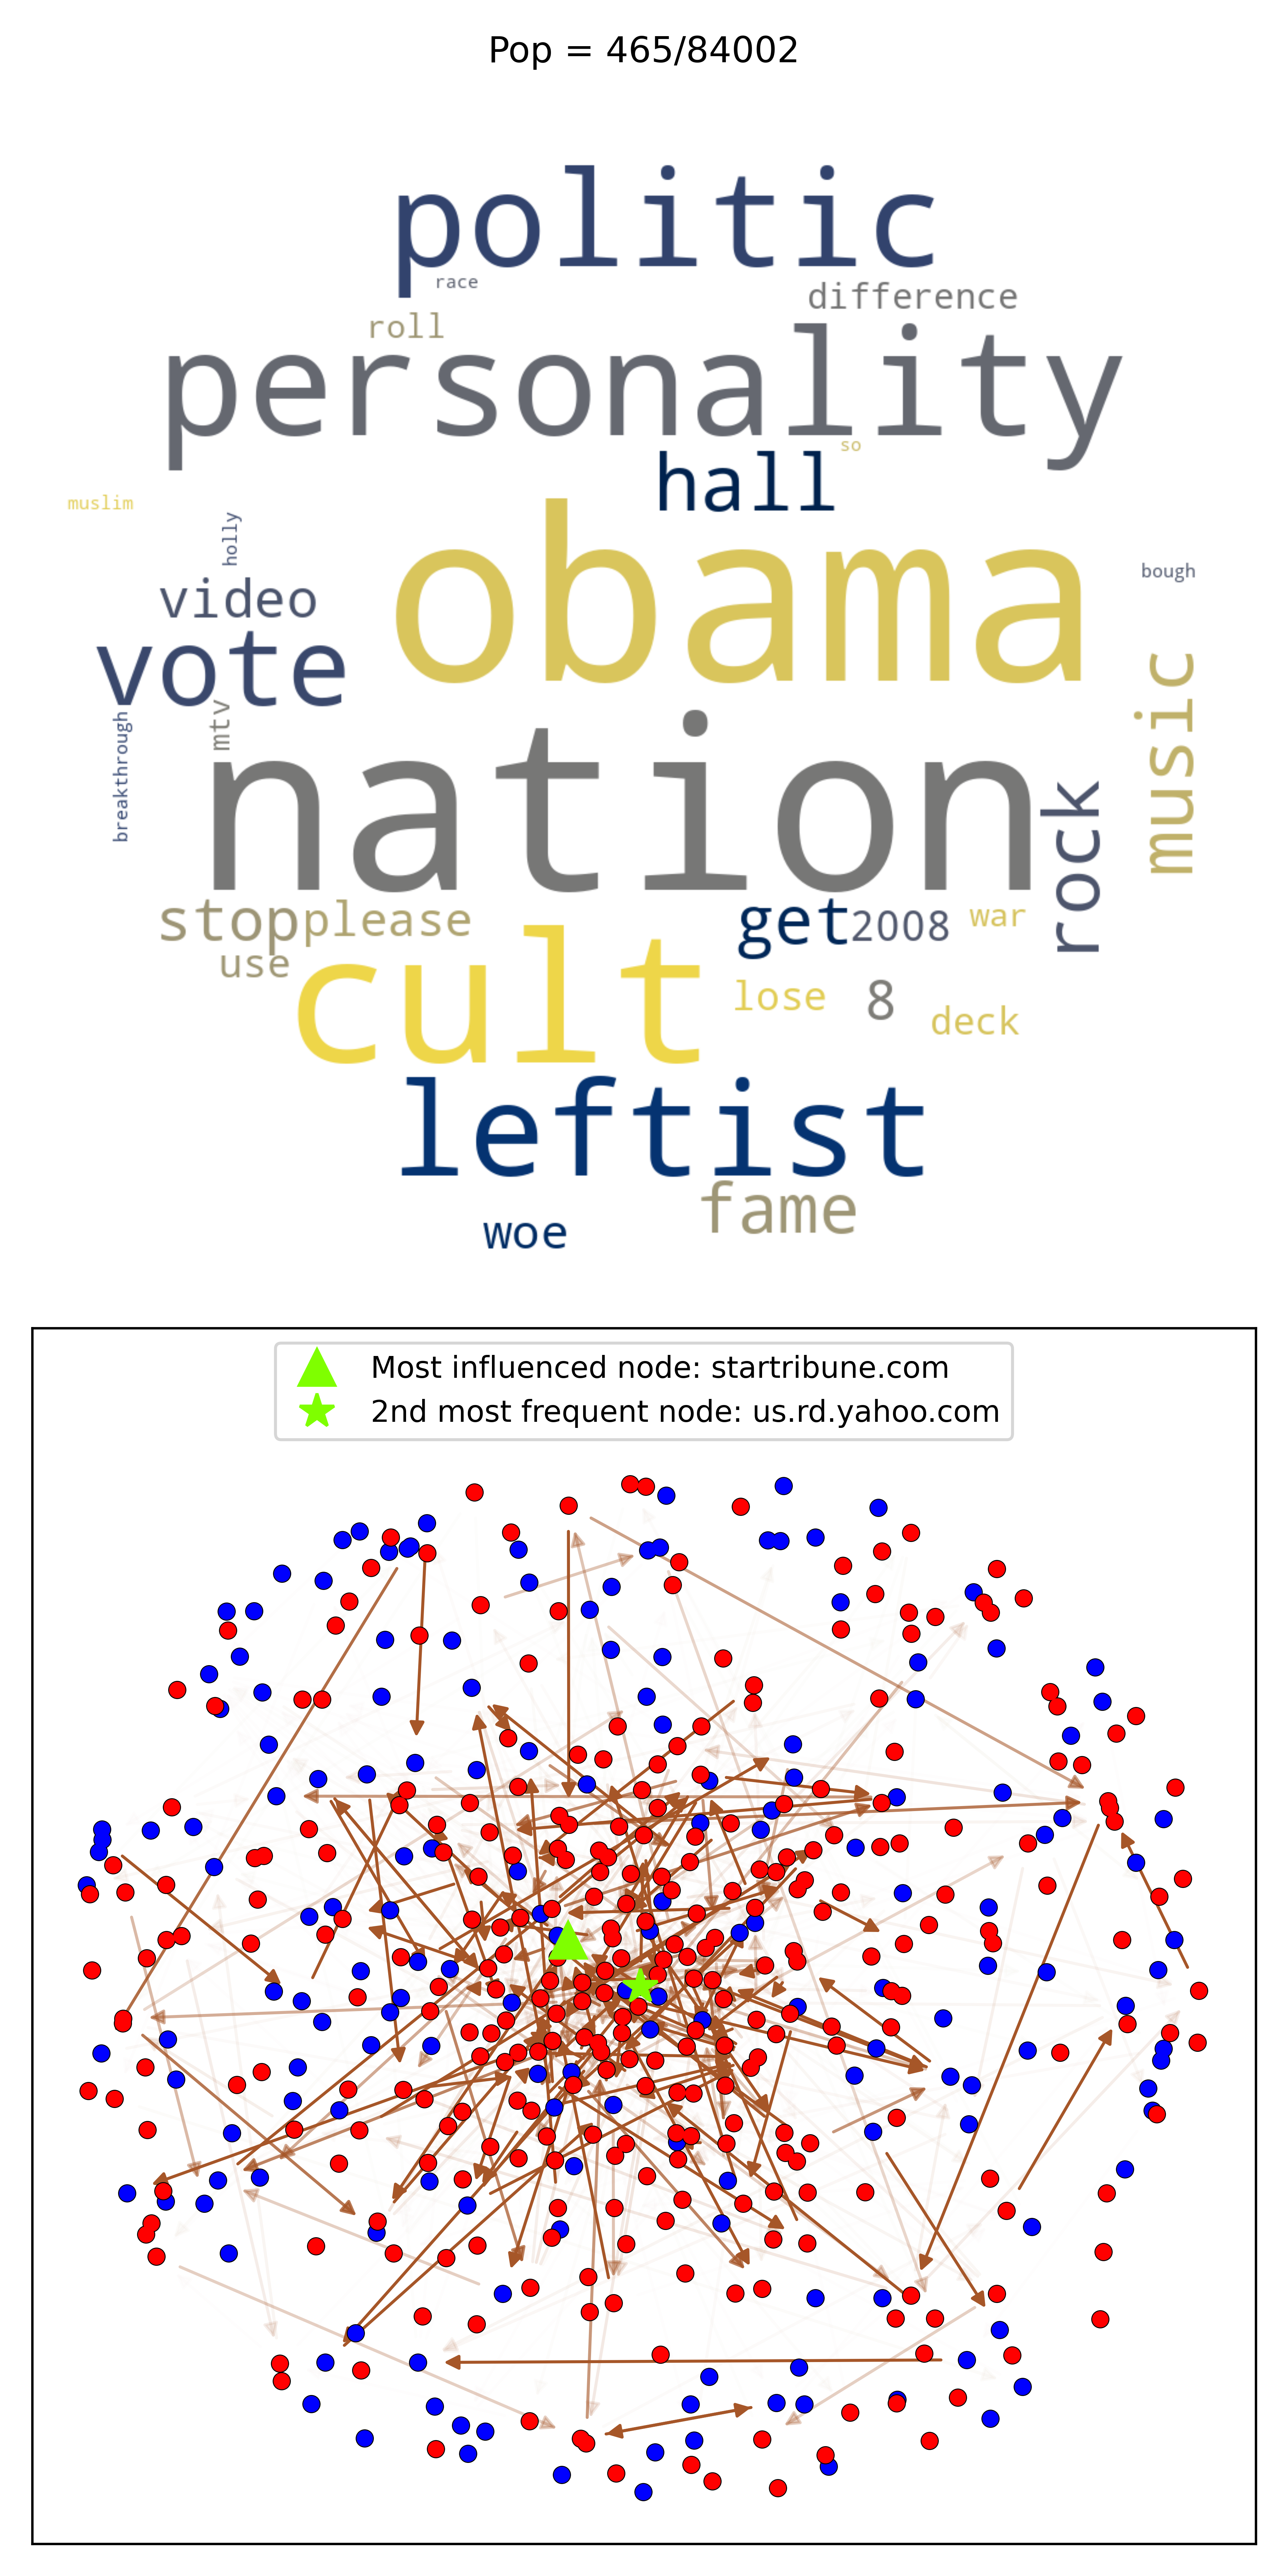 Pop = 465/84002
politic
race
difference
roll
personality
so
hall
muslim
holly
obama
bough
video
vote
music
mtv
breakthrough
nation
rock
stop please
get 2008 war
use
cult
lose 8 deck
leftist
fame
woe
Most influenced node: startribune.com
2nd most frequent node: us.rd.yahoo.com